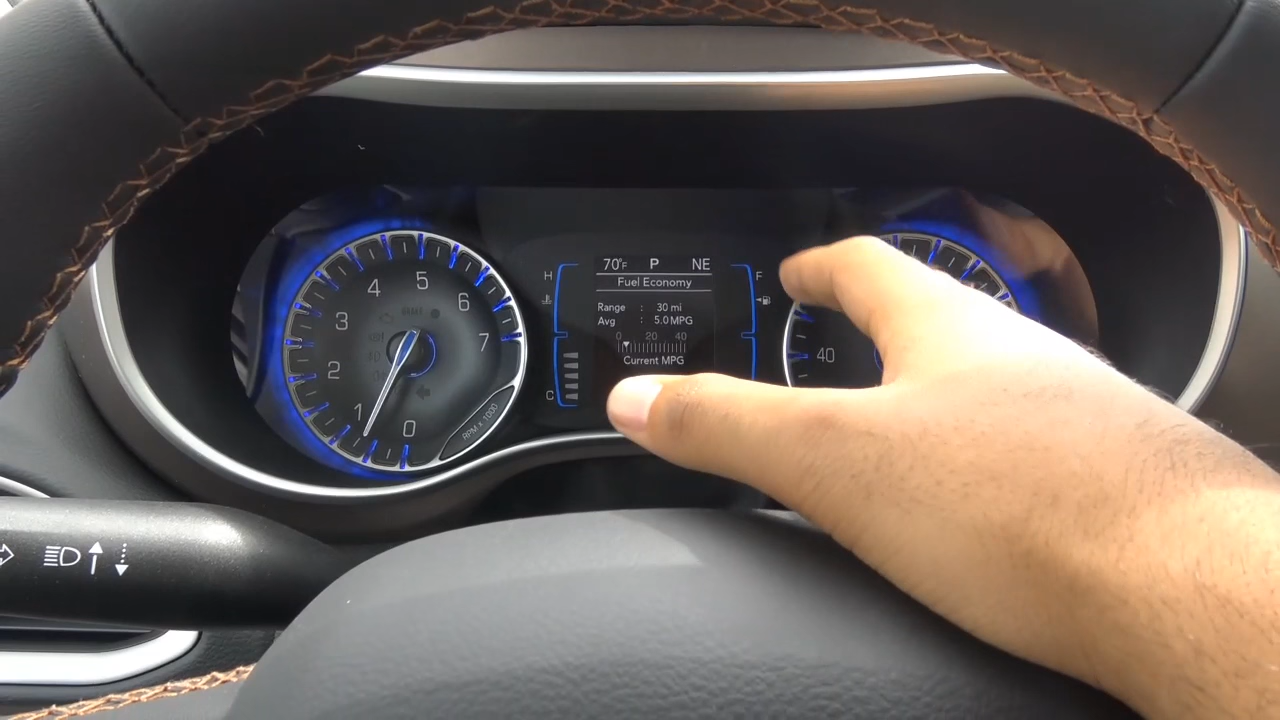 70°F P NE
Fuel Economy
Range : 30 mi
Avg : 5.0 MPG
0 20 40
Current MPG
H
C
F
0
1
2
3
4
5
6
7
RPM x 1000
40